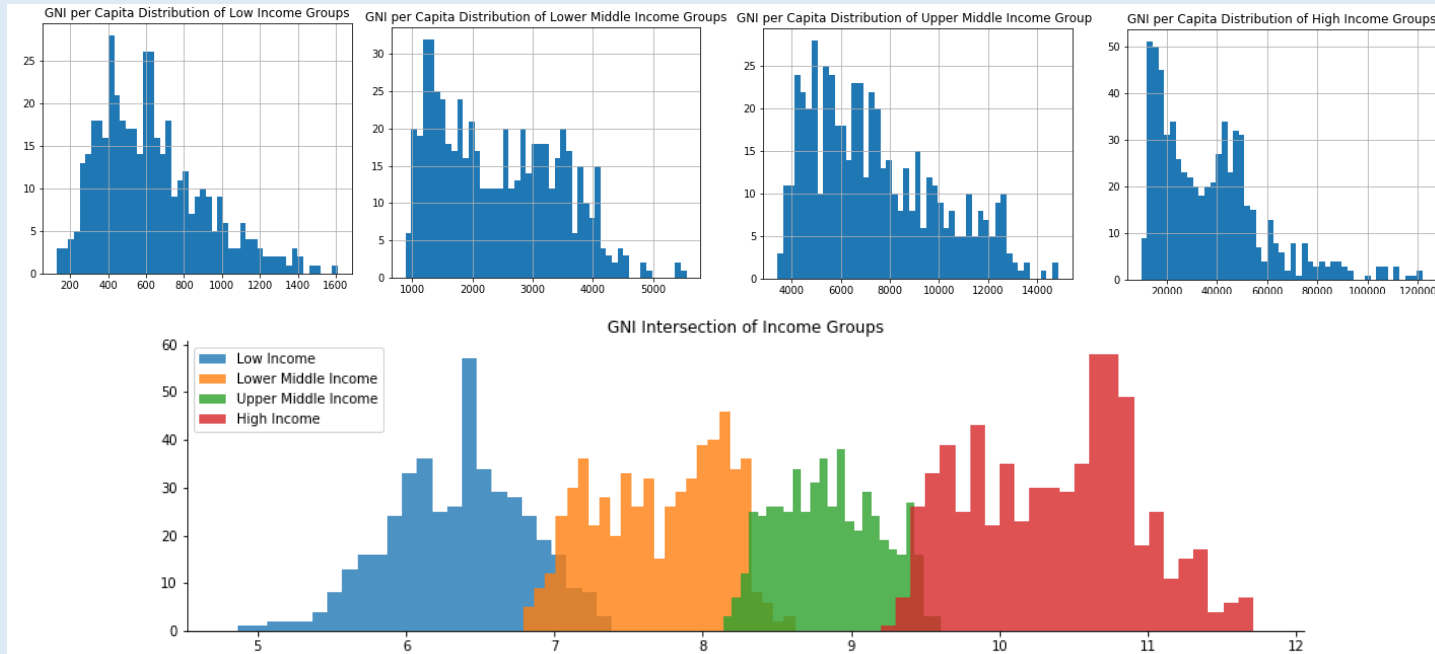 GNI per Capita Distribution of Low Income Groups
25
20
15
10
5
0
200 400 600 800 1000 1200 1400 1600
GNI per Capita Distribution of Lower Middle Income Groups
30
25
20
15
10
5
0
1000 2000 3000 4000 5000
GNI per Capita Distribution of Upper Middle Income Group
25
20
15
10
5
0
4000 6000 8000 10000 12000 14000
GNI per Capita Distribution of High Income Groups
50
40
30
20
10
0
20000 40000 60000 80000 100000 120000
GNI Intersection of Income Groups
Low Income
Lower Middle Income
Upper Middle Income
High Income
60
50
40
30
20
10
0
5 6 7 8 9 10 11 12